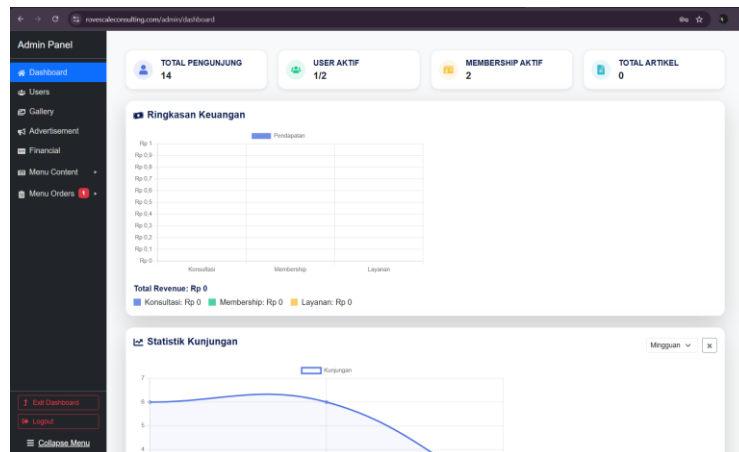 rovescaleconsulting.com/admin/dashboard
Admin Panel
Dashboard
Users
Gallery
Advertisement
Financial
Menu Content
Menu Orders 1
Exit Dashboard
Logout
Collapse Menu
TOTAL PENGUNJUNG
14
USER AKTIF
1/2
MEMBERSHIP AKTIF
2
TOTAL ARTIKEL
0
Ringkasan Keuangan
Pendapatan
Rp 1
Rp 0,9
Rp 0,8
Rp 0,7
Rp 0,6
Rp 0,5
Rp 0,4
Rp 0,3
Rp 0,2
Rp 0,1
Rp 0
Konsultasi Membership Layanan
Total Revenue: Rp 0
Konsultasi: Rp 0 Membership: Rp 0 Layanan: Rp 0
Statistik Kunjungan
Mingguan
x
Kunjungan
7
6
5
4